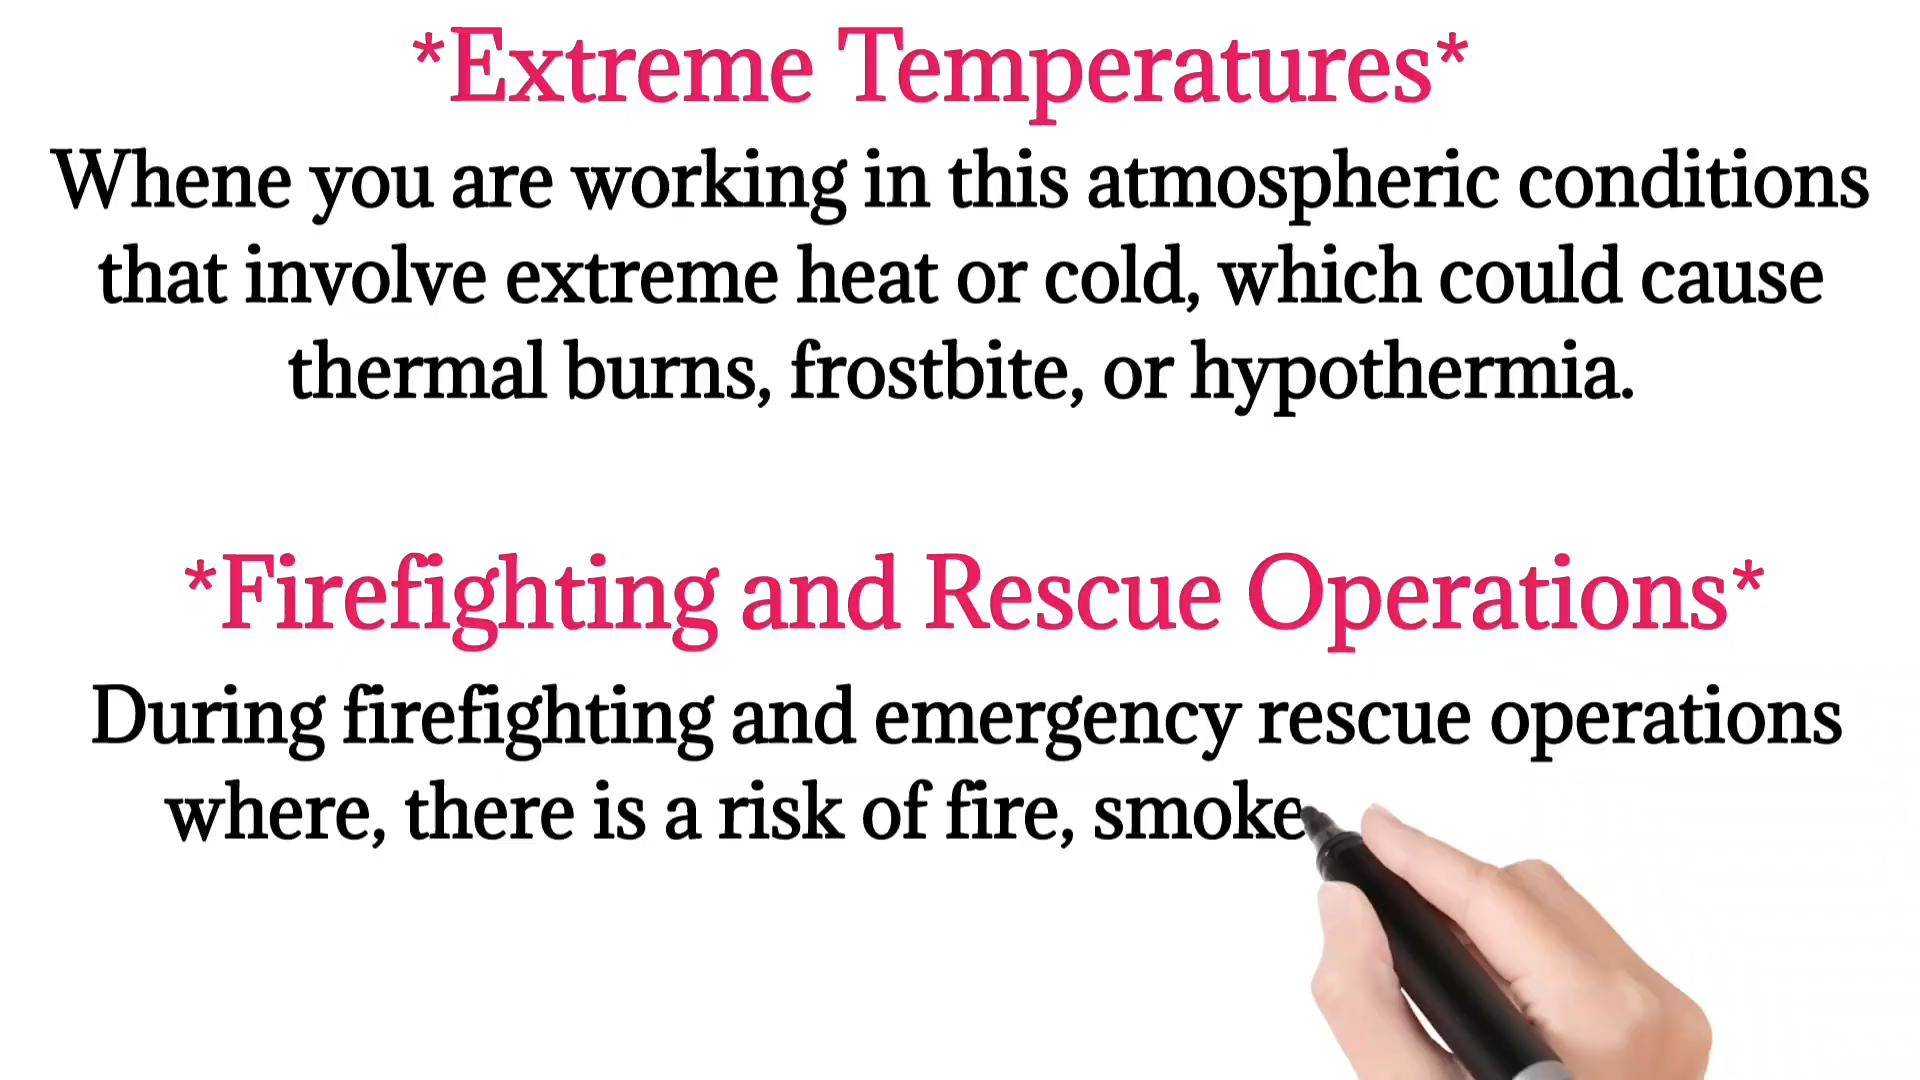 *Extreme Temperatures*
Whene you are working in this atmospheric conditions
that involve extreme heat or cold, which could cause
thermal burns, frostbite, or hypothermia.
*Firefighting and Rescue Operations*
During firefighting and emergency rescue operations
where, there is a risk of fire, smoke